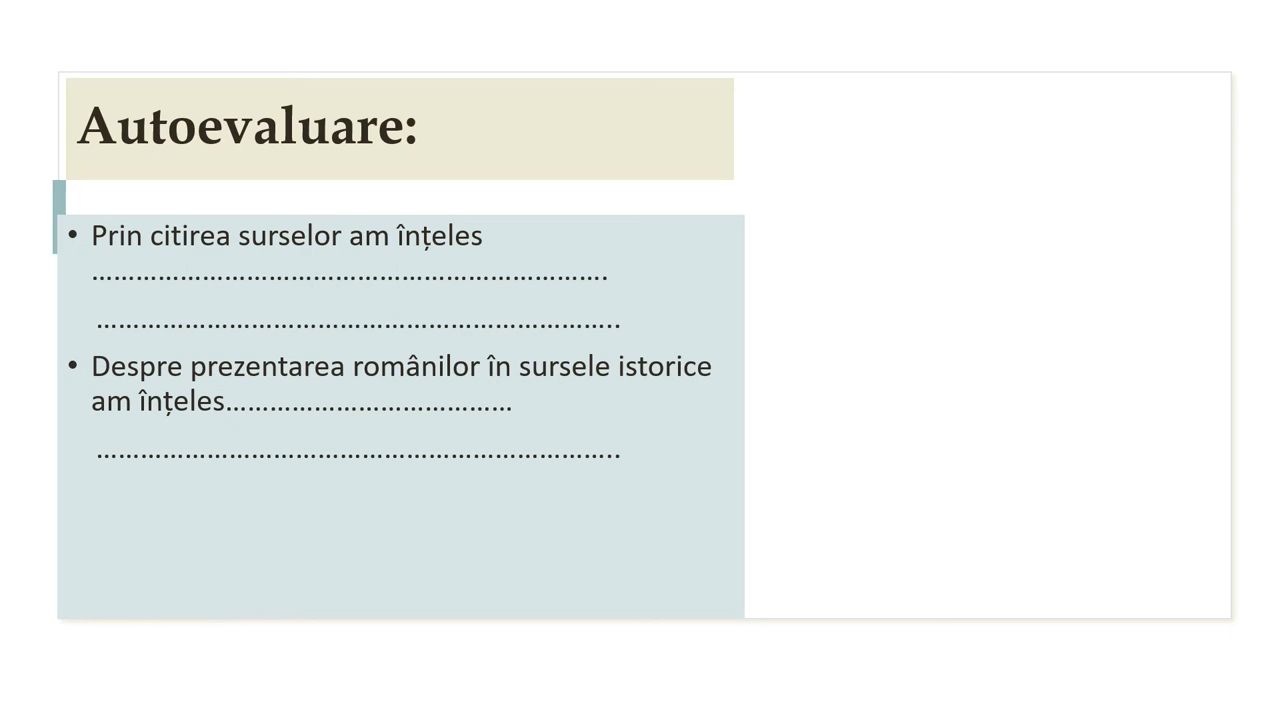 Autoevaluare:
• Prin citirea surselor am înțeles
…………………………………………………………….
……………………………………………………………..
• Despre prezentarea românilor în sursele istorice
am înțeles…………………………………
……………………………………………………………..